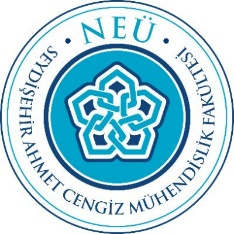 · NEÜ ·
SEYDİŞEHİR AHMET CENGİZ MÜHENDİSLİK FAKÜLTESİ